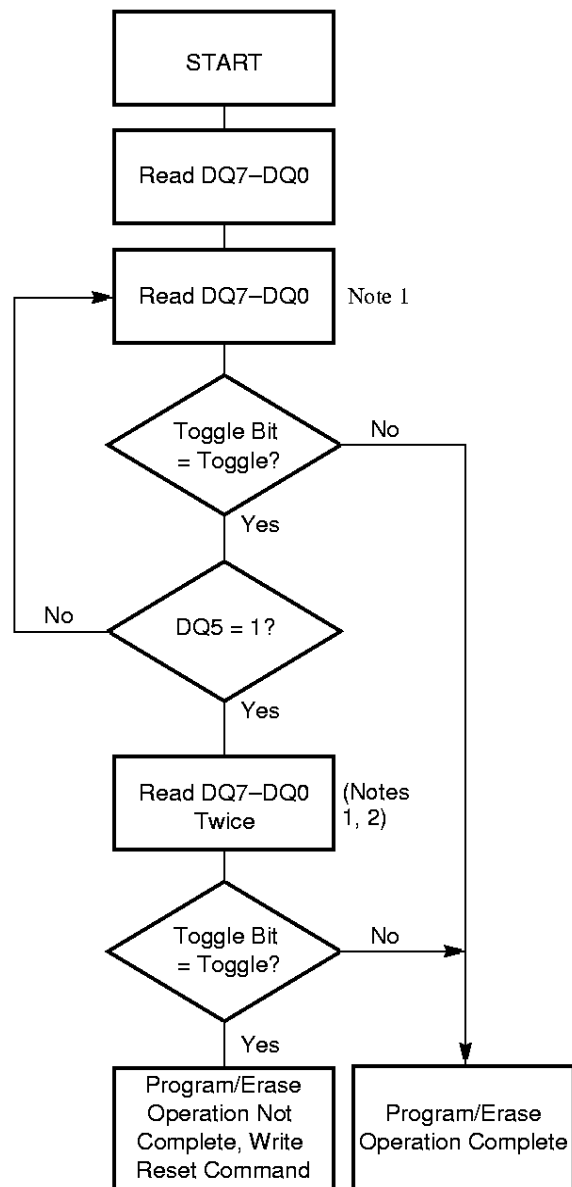 START
Read DQ7–DQ0
Read DQ7–DQ0
Note 1
Toggle Bit
= Toggle?
No
Yes
DQ5 = 1?
No
Yes
Read DQ7–DQ0
Twice
(Notes
1, 2)
Toggle Bit
= Toggle?
No
Yes
Program/Erase
Operation Not
Complete, Write
Reset Command
Program/Erase
Operation Complete